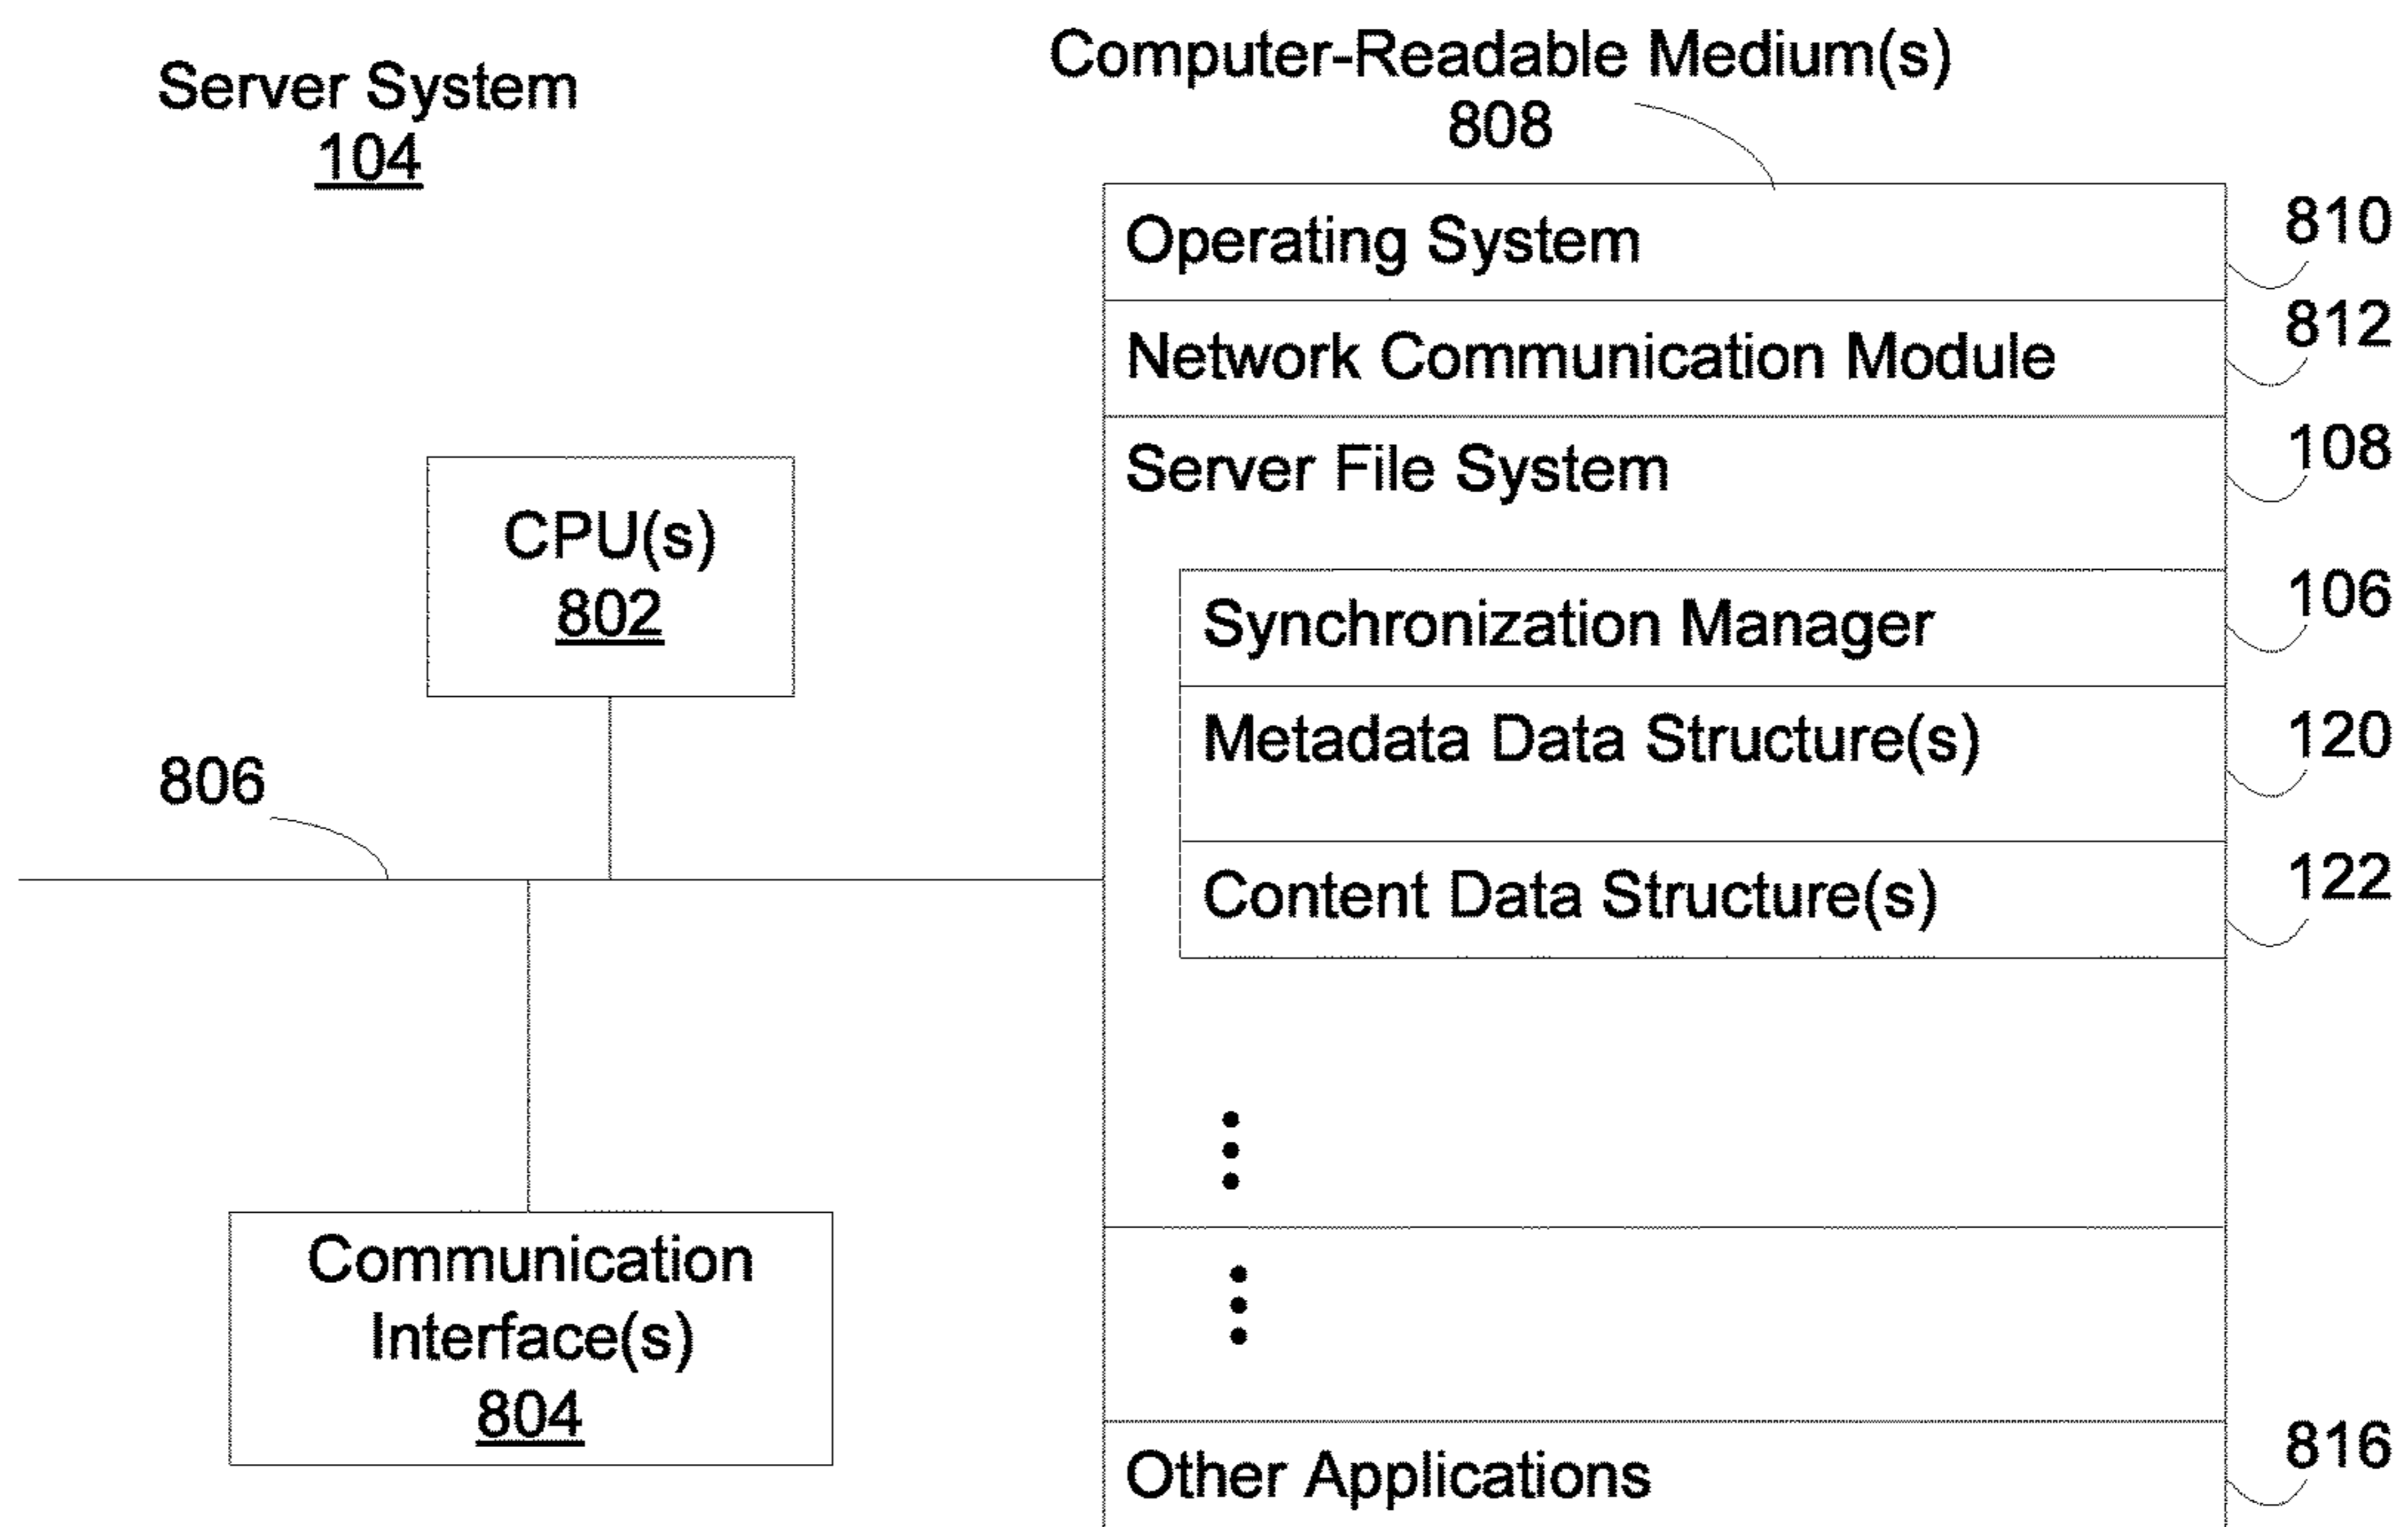 Server System
104
Computer-Readable Medium(s)
808
Operating System
810
Network Communication Module
812
Server File System
108
Synchronization Manager
106
Metadata Data Structure(s)
120
Content Data Structure(s)
122
Other Applications
816
CPU(s)
802
806
Communication
Interface(s)
804